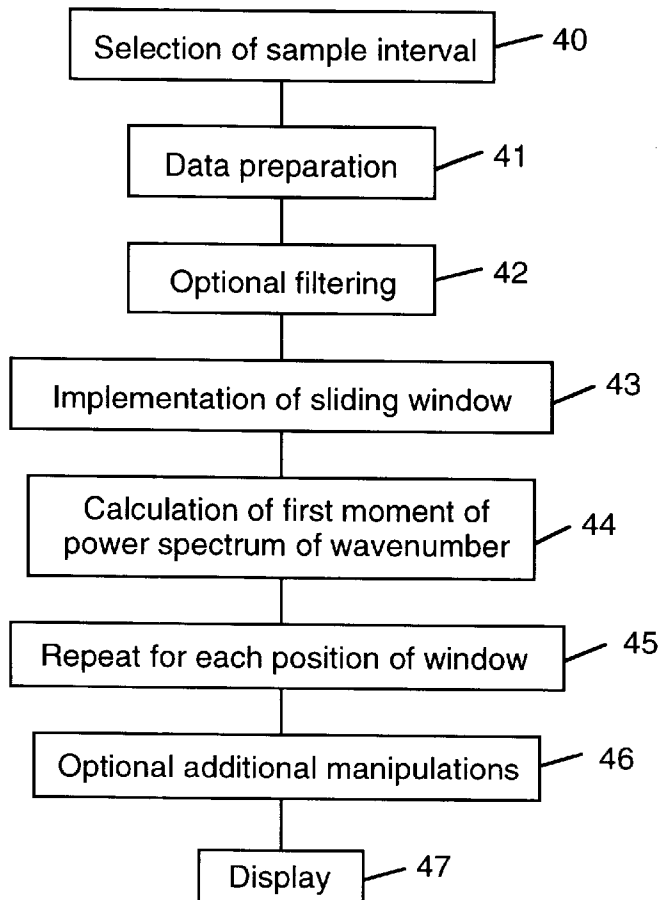 Selection of sample interval 40
Data preparation 41
Optional filtering 42
Implementation of sliding window 43
Calculation of first moment of
power spectrum of wavenumber 44
Repeat for each position of window 45
Optional additional manipulations 46
Display 47